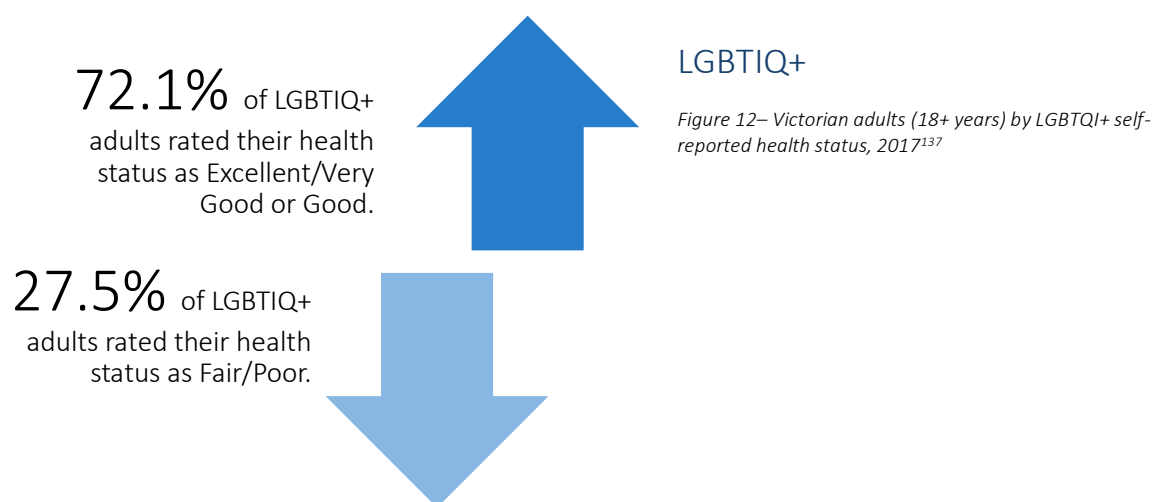 72.1% of LGBTIQ+
adults rated their health
status as Excellent/Very
Good or Good.
27.5% of LGBTIQ+
adults rated their health
status as Fair/Poor.
LGBTIQ+
Figure 12– Victorian adults (18+ years) by LGBTQI+ self-
reported health status, 2017¹³⁷